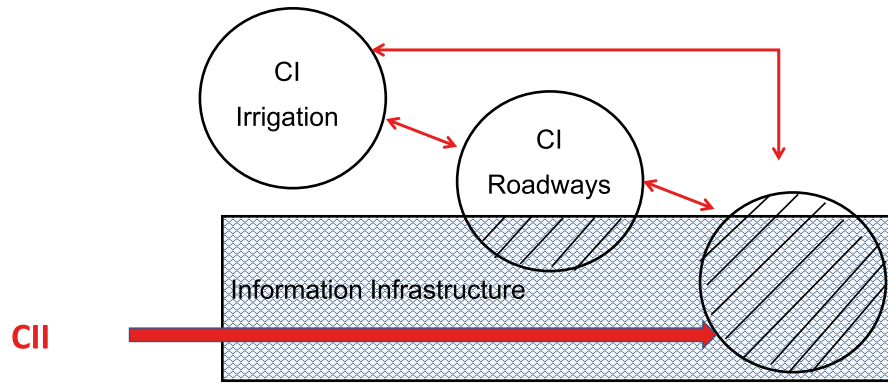 CI
Irrigation
CI
Roadways
Information Infrastructure
CII